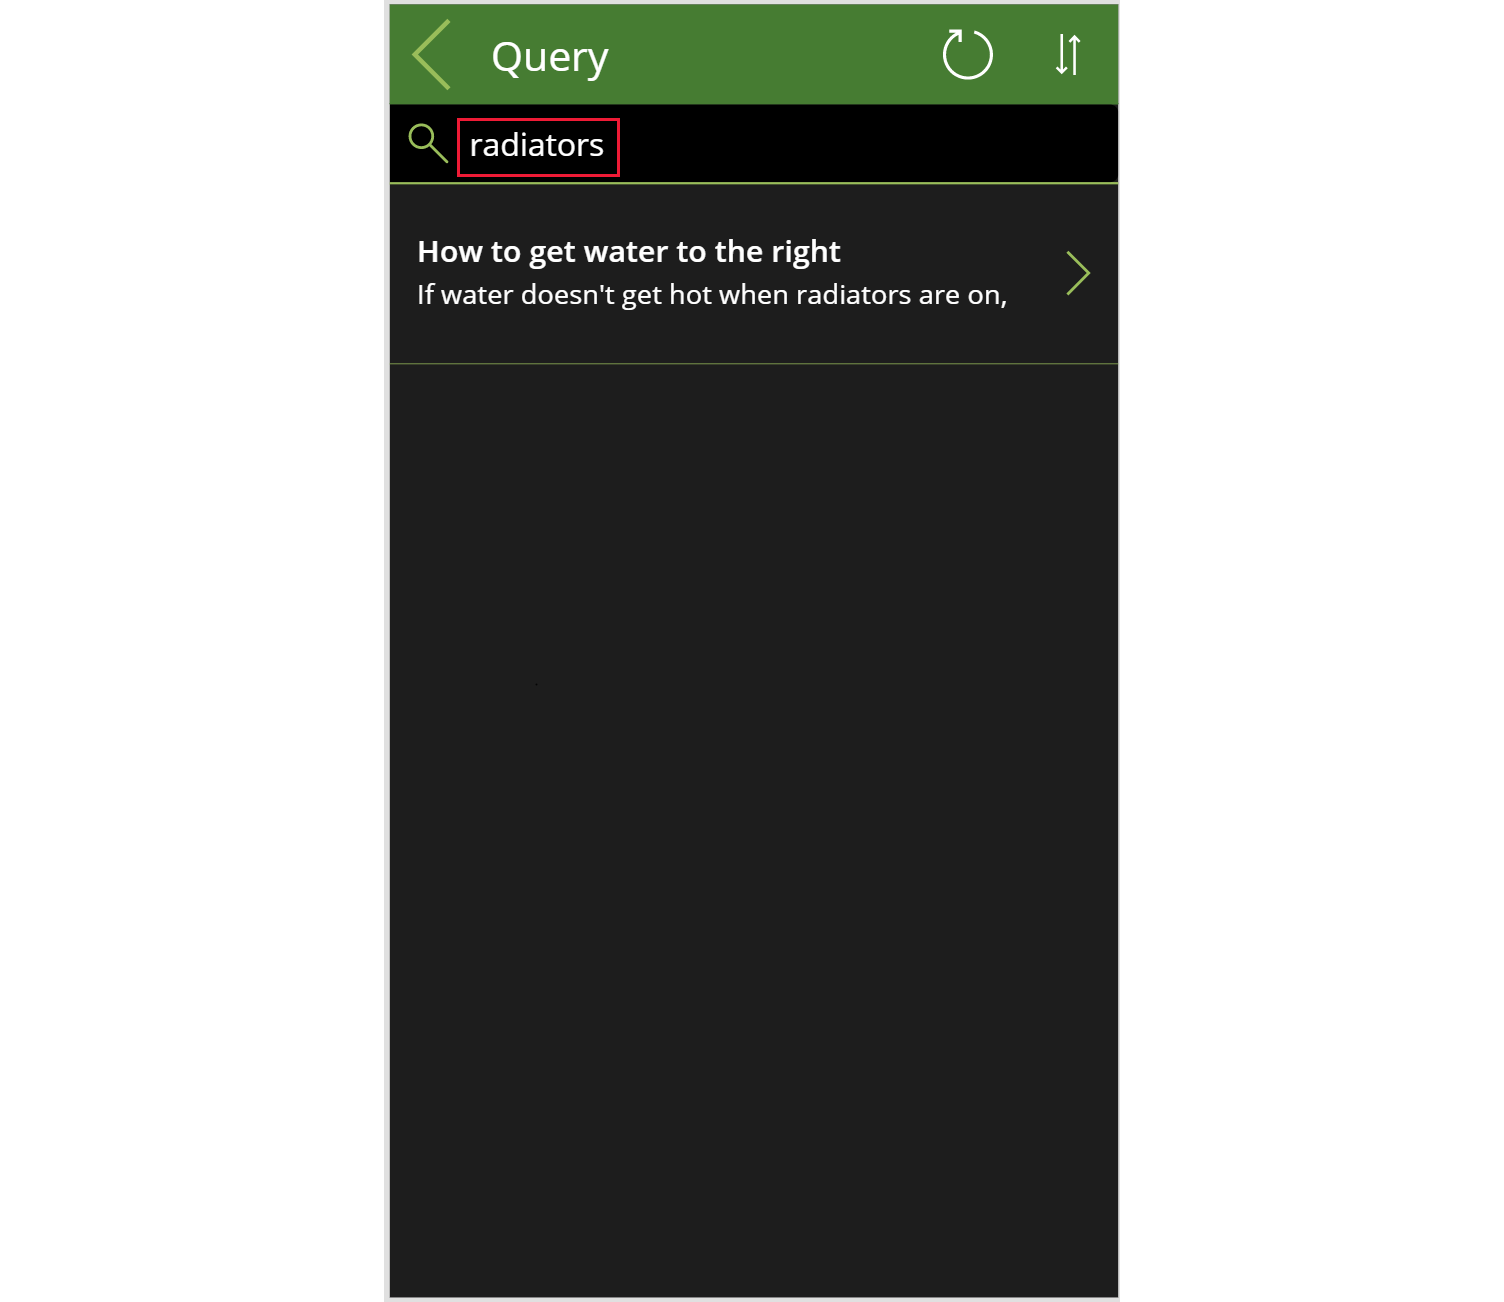 Query
radiators
How to get water to the right
If water doesn't get hot when radiators are on,